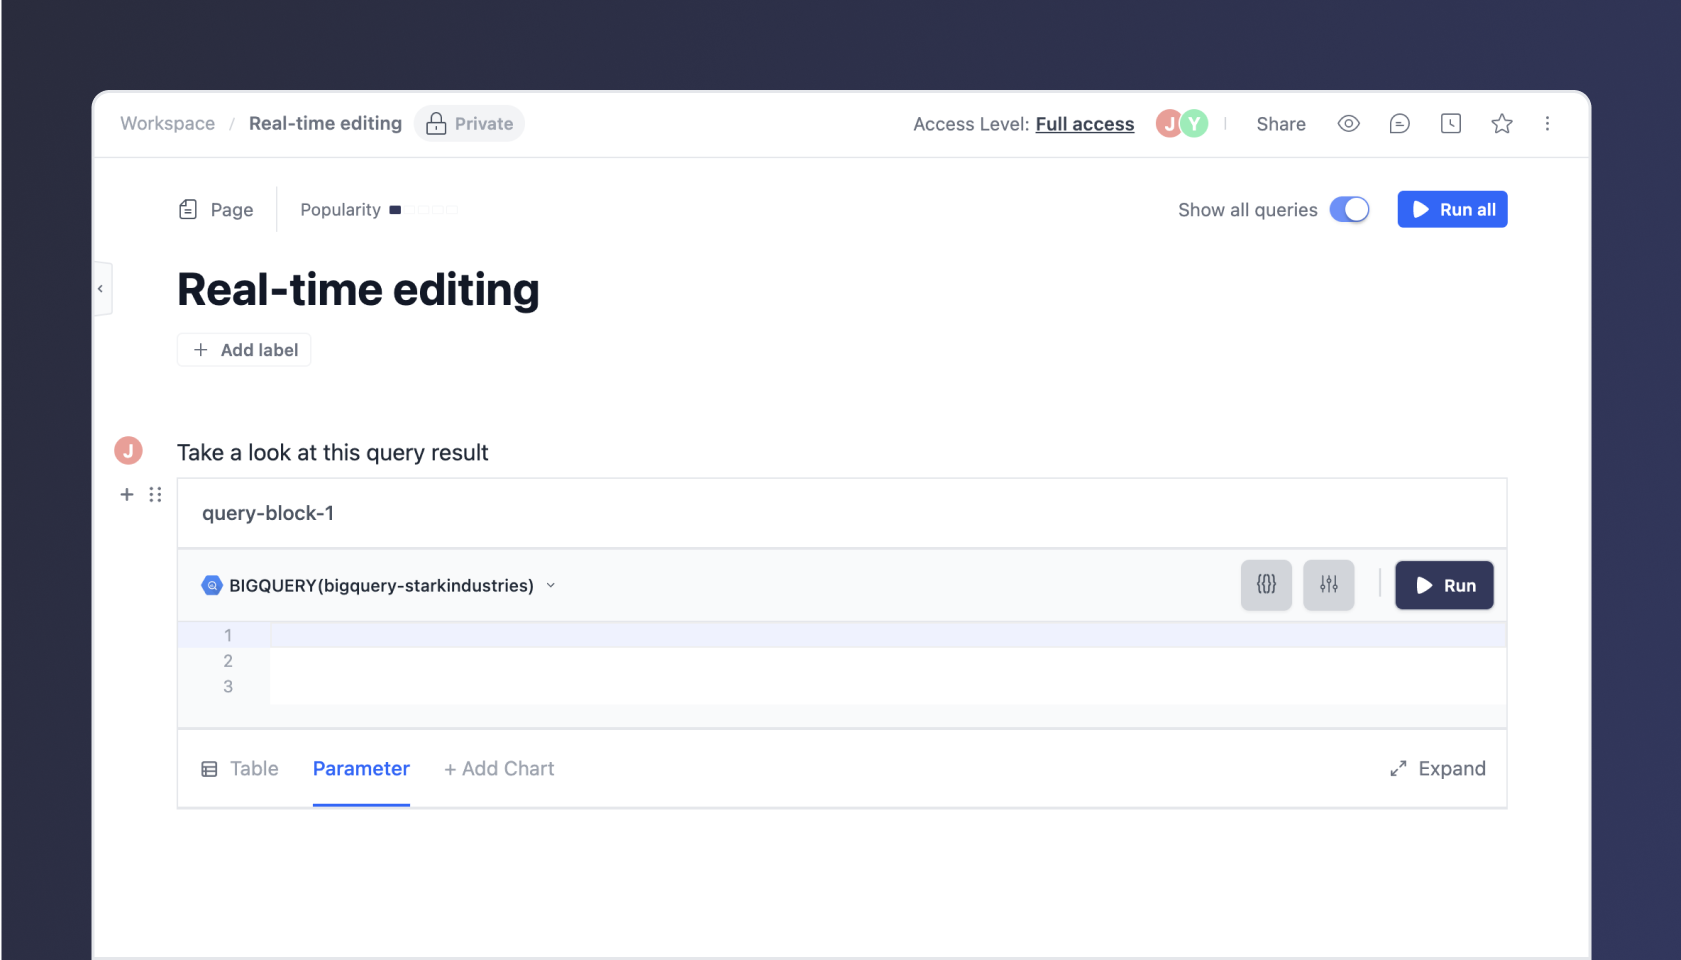 Workspace / Real-time editing Private Access Level: Full access J Y Share
Page Popularity Show all queries Run all
Real-time editing
+ Add label
J Take a look at this query result
query-block-1
BIGQUERY(bigquery-starkindustries) {{}} Run
1
2
3
Table Parameter + Add Chart Expand